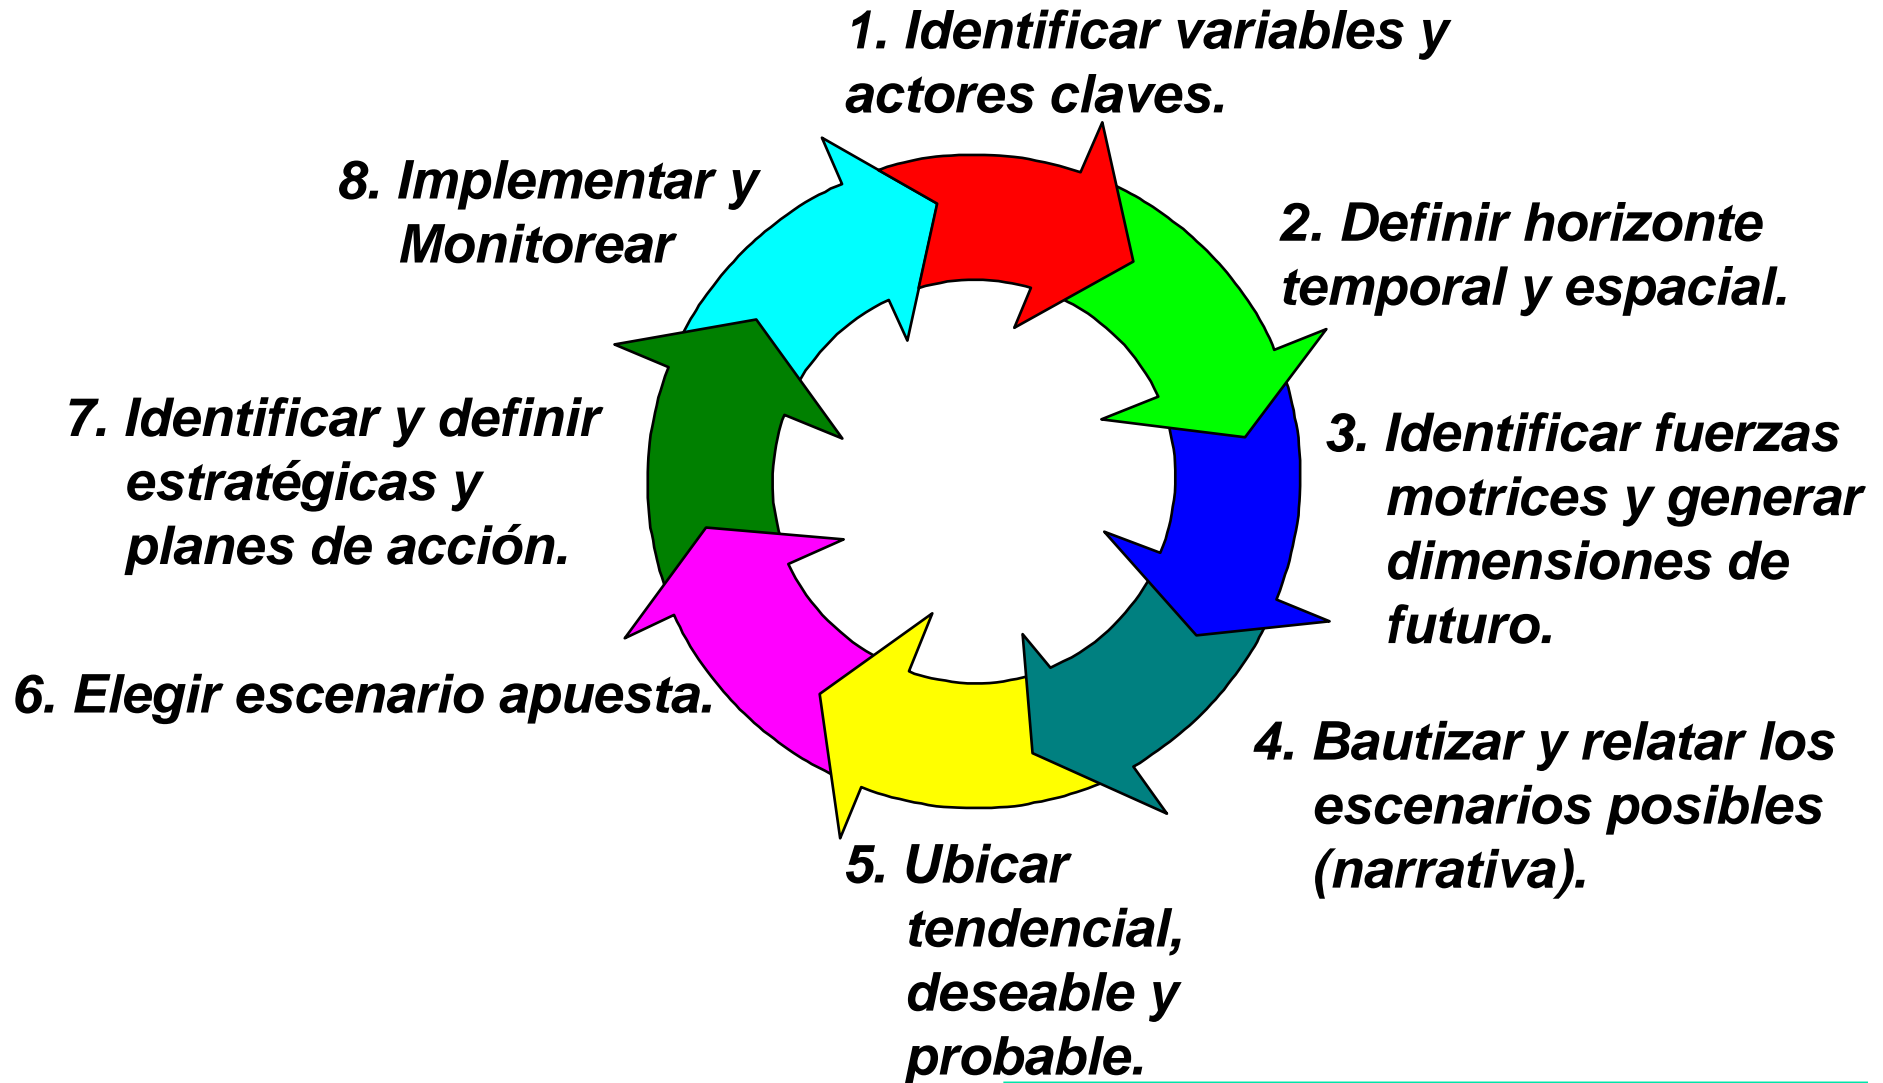 1. Identificar variables y
actores claves.
2. Definir horizonte
temporal y espacial.
3. Identificar fuerzas
motrices y generar
dimensiones de
futuro.
4. Bautizar y relatar los
escenarios posibles
(narrativa).
5. Ubicar
tendencial,
deseable y
probable.
6. Elegir escenario apuesta.
7. Identificar y definir
estratégicas y
planes de acción.
8. Implementar y
Monitorear